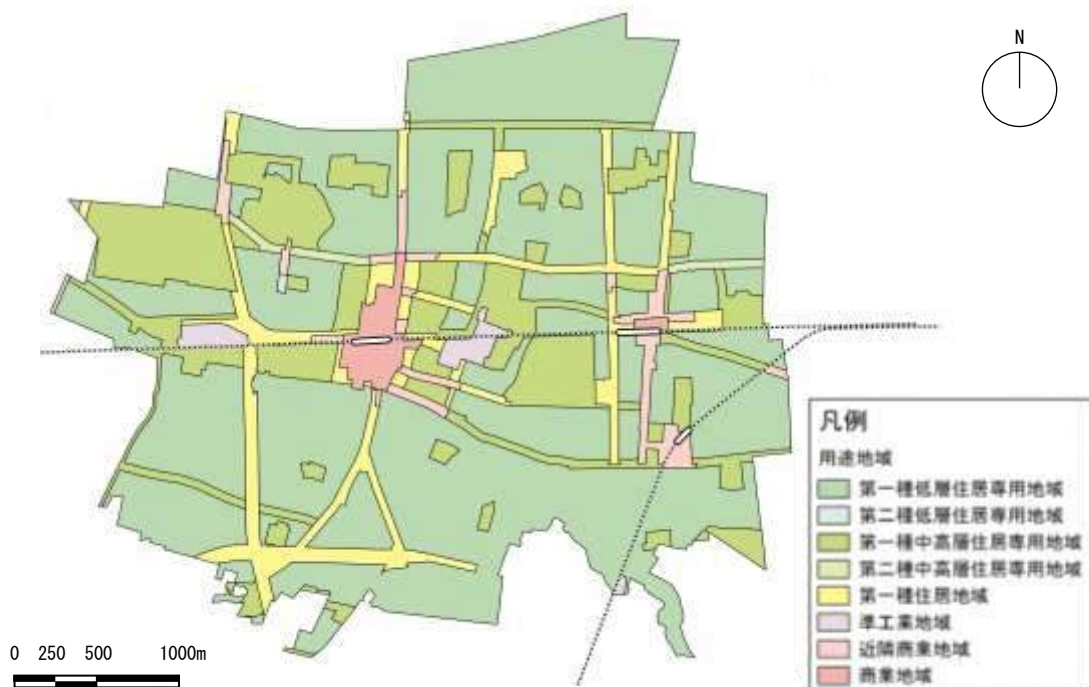 N
凡例
用途地域
第一種低層住居専用地域
第二種低層住居専用地域
第一種中高層住居専用地域
第二種中高層住居専用地域
第一種住居地域
準工業地域
近隣商業地域
商業地域
0 250 500 1000m